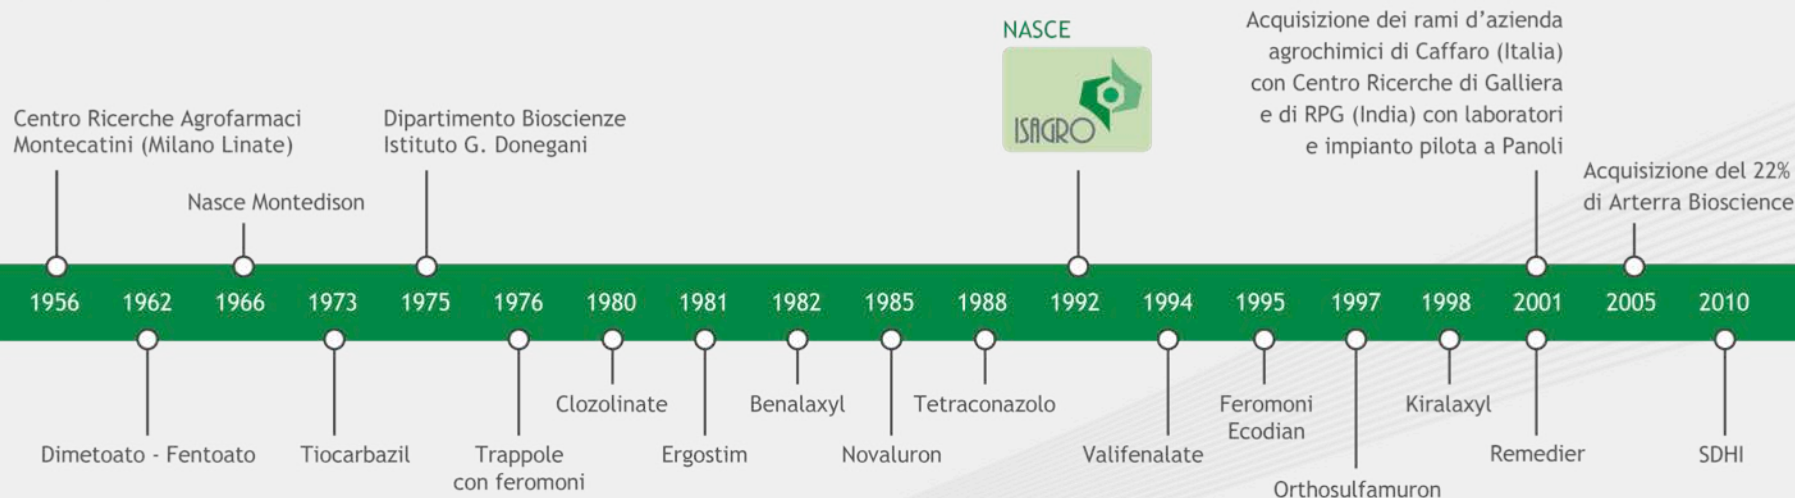 NASCE
ISAGRO
Acquisizione dei rami d'azienda
agrochimici di Caffaro (Italia)
con Centro Ricerche di Galliera
e di RPG (India) con laboratori
e impianto pilota a Panoli
Centro Ricerche Agrofarmaci
Montecatini (Milano Linate)
Dipartimento Bioscienze
Istituto G. Donegani
Nasce Montedison
Acquisizione del 22%
di Arterra Bioscience
1956 1962 1966 1973 1975 1976 1980 1981 1982 1985 1988 1992 1994 1995 1997 1998 2001 2005 2010
Clozolinate
Benalaxyl
Tetraconazolo
Feromoni
Ecodian
Kiralaxyl
Dimetoato - Fentoato
Tiocarbazil
Trappole
con feromoni
Ergostim
Novaluron
Valifenalate
Orthosulfamuron
Remedier
SDHI